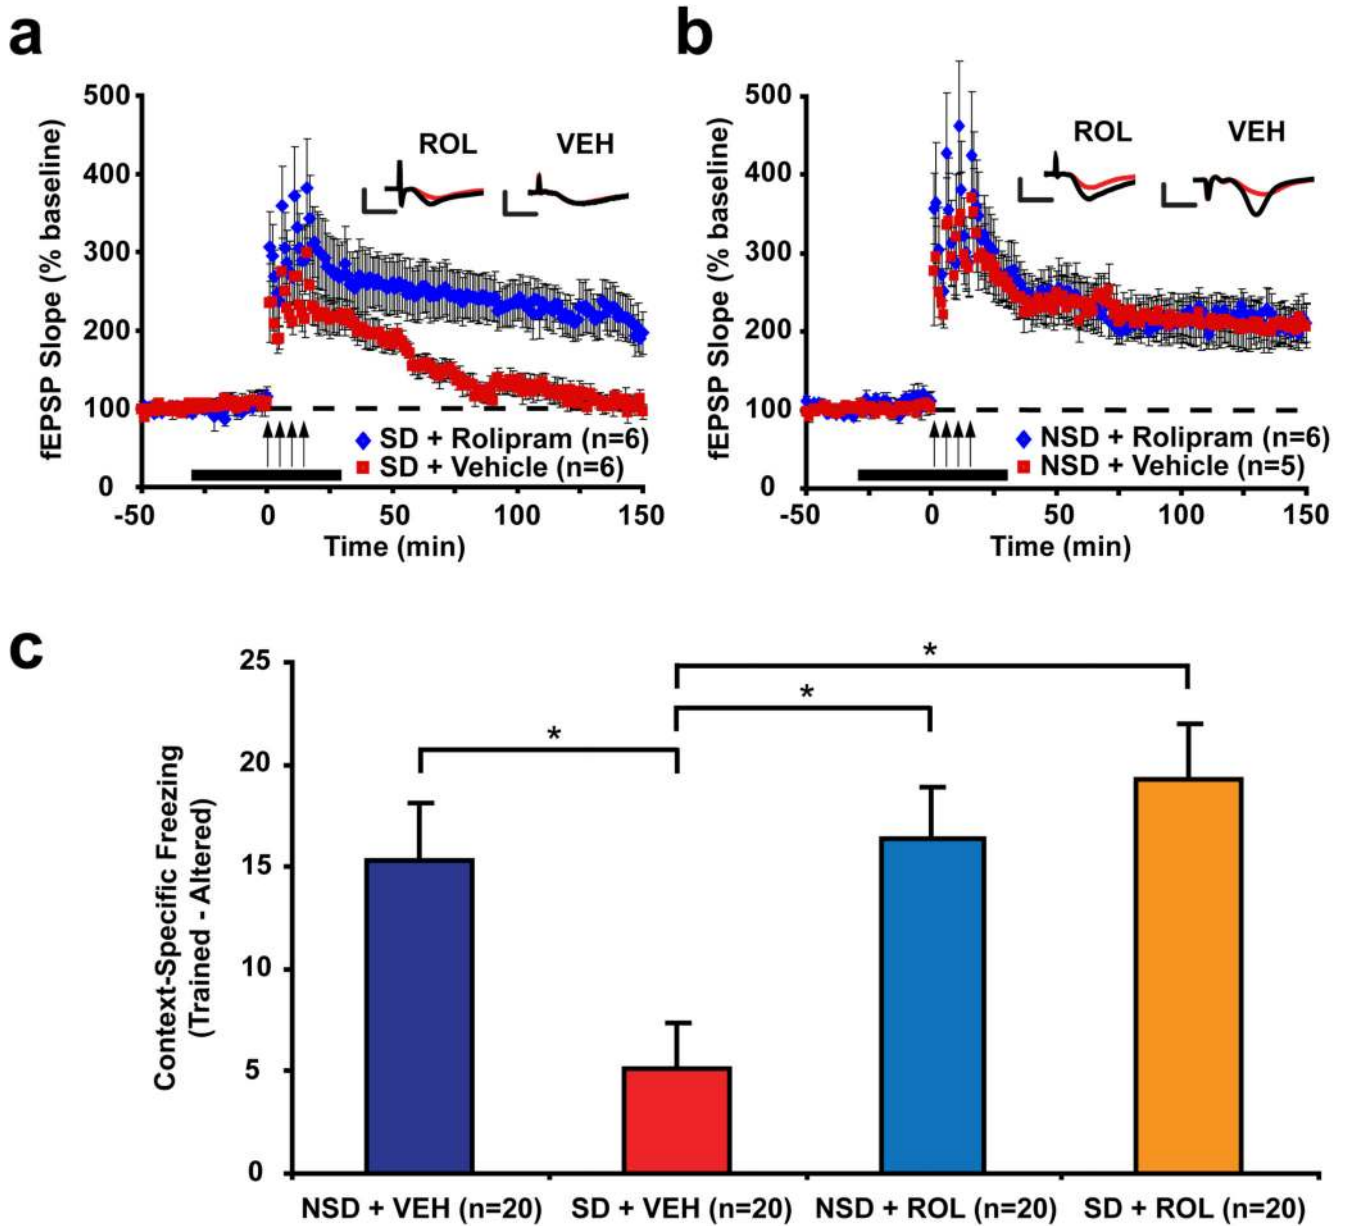 a
fEPSP Slope (% baseline)
500
400
300
200
100
0
ROL VEH
SD + Rolipram (n=6)
SD + Vehicle (n=6)
-50 0 50 100 150
Time (min)
b
fEPSP Slope (% baseline)
500
400
300
200
100
0
ROL VEH
NSD + Rolipram (n=6)
NSD + Vehicle (n=5)
-50 0 50 100 150
Time (min)
c
Context-Specific Freezing
(Trained - Altered)
25
20
15
10
5
0
*
*
*
NSD + VEH (n=20) SD + VEH (n=20) NSD + ROL (n=20) SD + ROL (n=20)